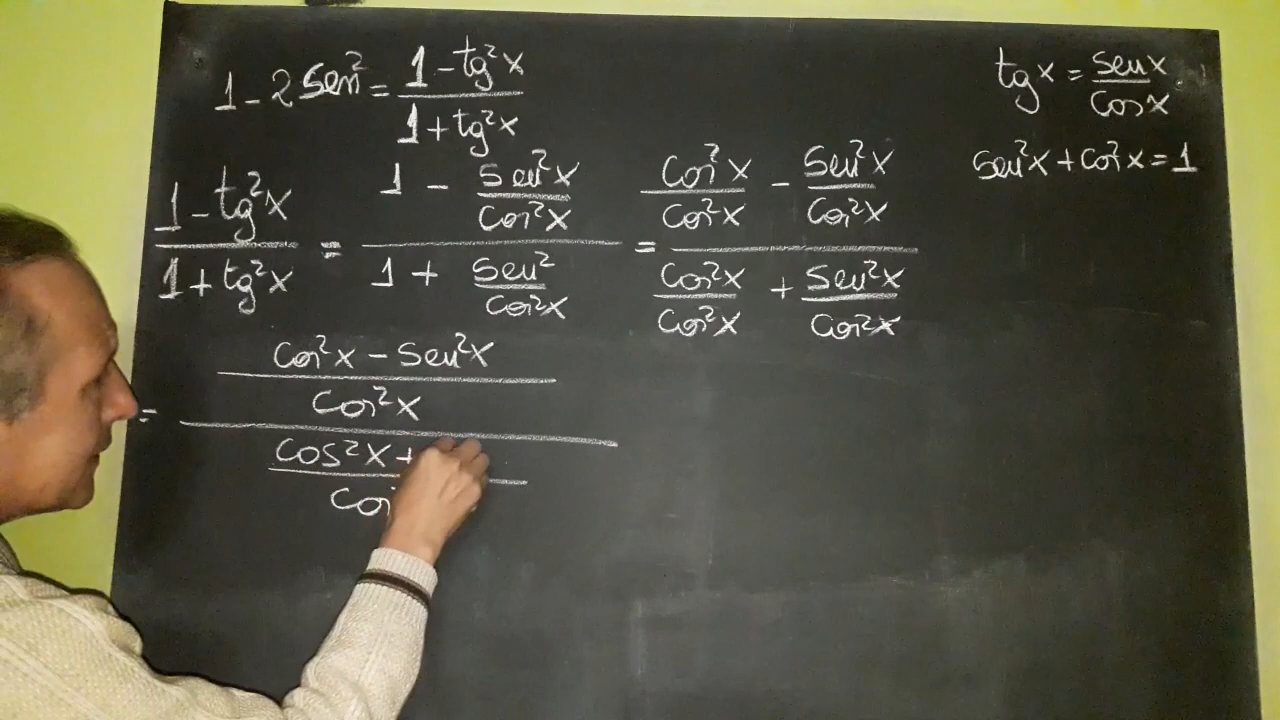 1 - 2 sen² = (1 - tg²x)/(1 + tg²x)
tg x = sen x/cos x
sen²x + cos²x = 1
(1 - tg²x)/(1 + tg²x) = (1 - sen²x/cos²x)/(1 + sen²/cos²x) = (cos²x/cos²x - sen²x/cos²x)/(cos²x/cos²x + sen²x/cos²x)
= ((cos²x - sen²x)/cos²x)/((cos²x +)/cos)